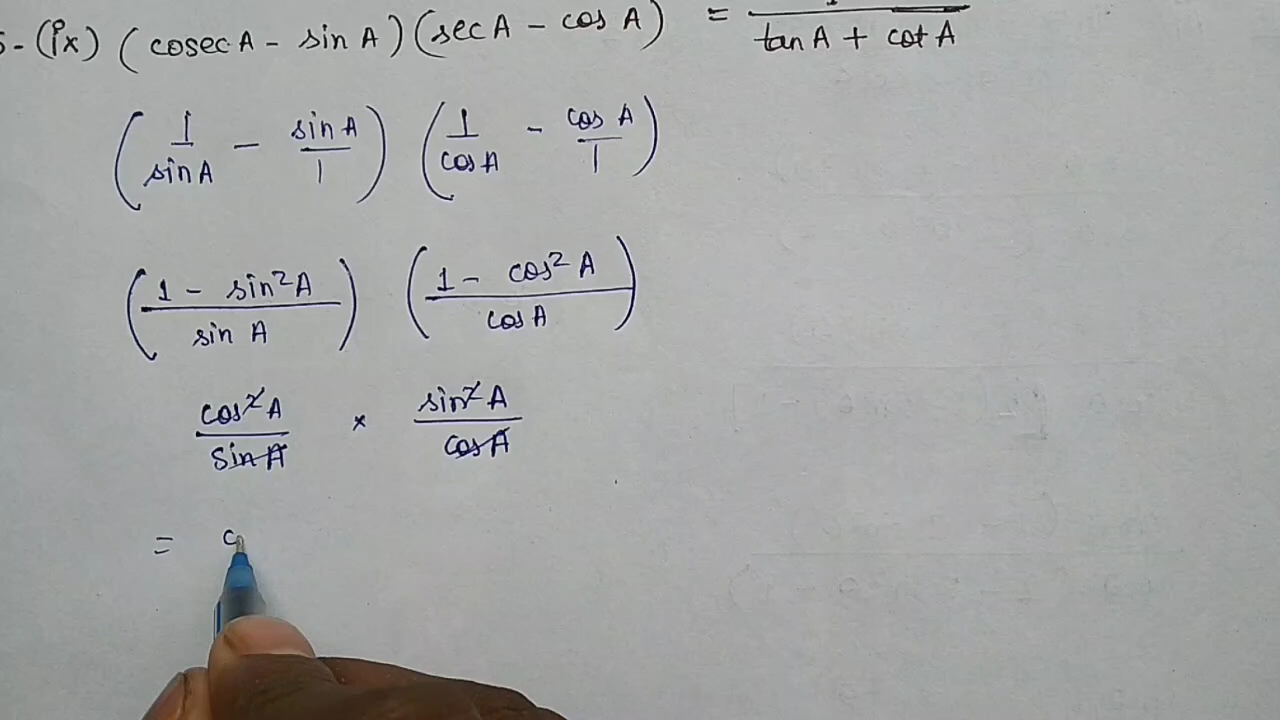 5-(ix) (cosec A - sin A)(sec A - cos A) = 1/(tan A + cot A)
(1/sin A - sin A/1) (1/cos A - cos A/1)
((1 - sin²A)/sin A) ((1 - cos²A)/cos A)
cos²A/sin A × sin²A/cos A
= c